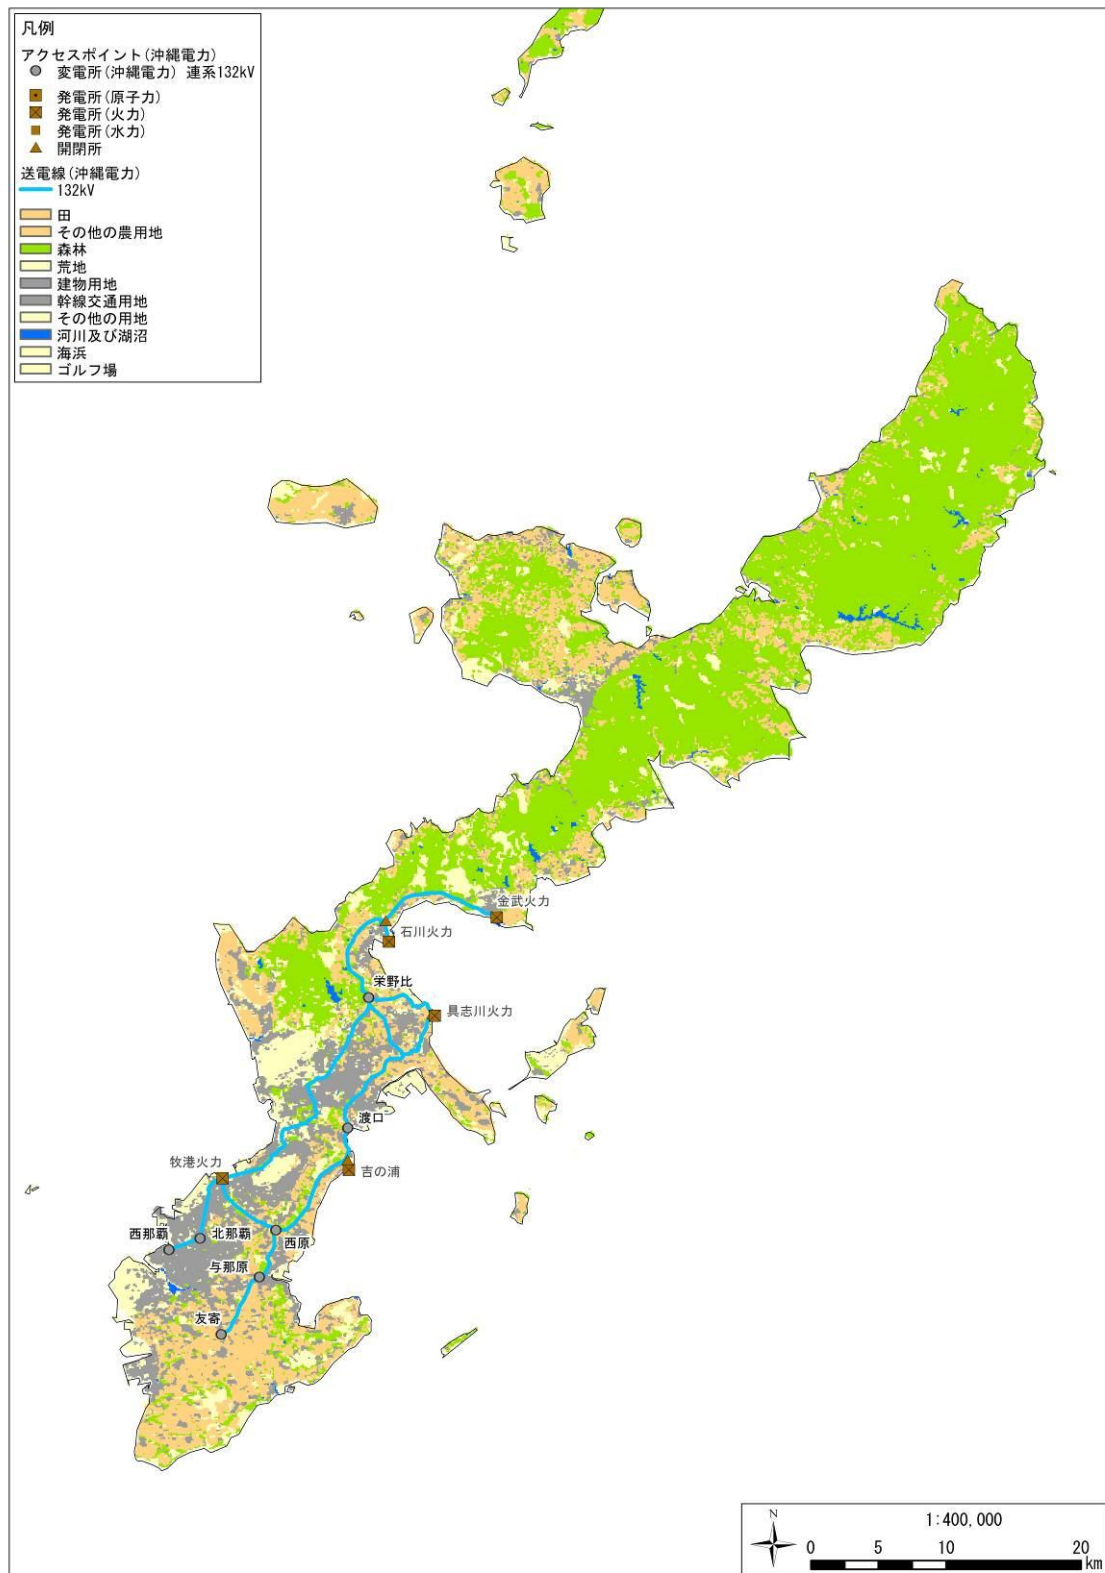 凡例
アクセスポイント(沖縄電力)
変電所(沖縄電力) 連系132kV
発電所(原子力)
発電所(火力)
発電所(水力)
開閉所
送電線(沖縄電力)
132kV
田
その他の農用地
森林
荒地
建物用地
幹線交通用地
その他の用地
河川及び湖沼
海浜
ゴルフ場
金武火力
石川火力
栄野比
具志川火力
渡口
牧港火力
吉の浦
西那覇
北那覇
西原
与那原
友寄
N
1:400,000
0 5 10 20
km